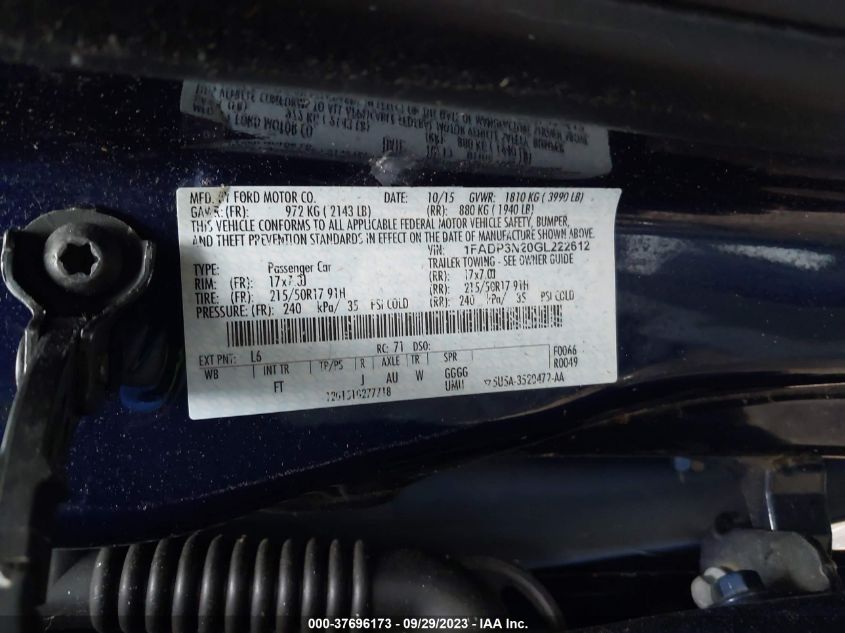 MFD. BY FORD MOTOR CO. DATE: 10/15 GVWR: 1810 KG ( 3990 LB)
GAWR: (FR): 972 KG ( 2143 LB) (RR): 880 KG ( 1940 LB)
THIS VEHICLE CONFORMS TO ALL APPLICABLE FEDERAL MOTOR VEHICLE SAFETY, BUMPER,
AND THEFT PREVENTION STANDARDS IN EFFECT ON THE DATE OF MANUFACTURE SHOWN ABOVE.
VIN: 1FADP3N20GL222612
TYPE: Passenger Car TRAILER TOWING - SEE OWNER GUIDE
RIM: (FR): 17x7.0J (RR): 17x7.0J
TIRE: (FR): 215/50R17 91H (RR): 215/50R17 91H
PRESSURE: (FR): 240 kPa/ 35 PSI COLD (RR): 240 kPa/ 35 PSI COLD
EXT PNT: L6 RC: 71 DSO: F0066
WB INT TR TP/PS R AXLE TR SPR R0049
FT J AU W GGGG
UMH 5U5A-3520472-AA
000-37696173 - 09/29/2023 - IAA Inc.